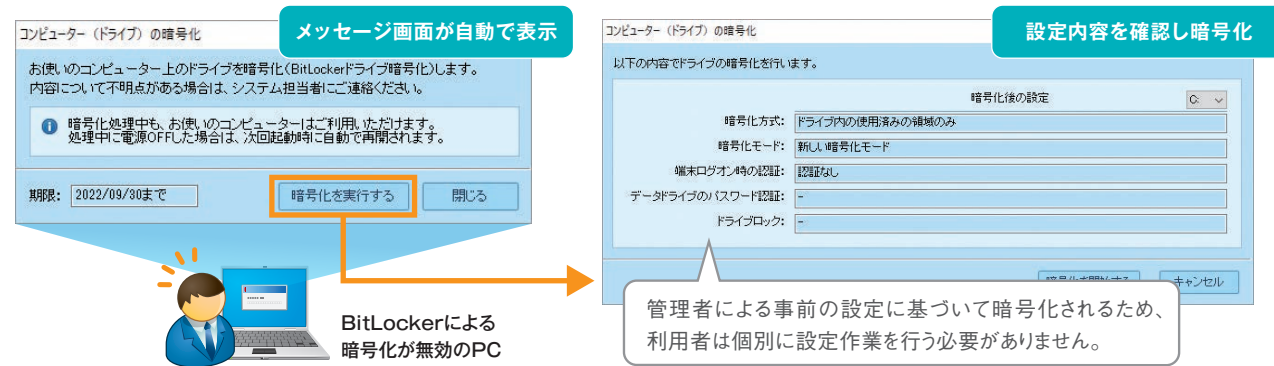 コンピューター（ドライブ）の暗号化
メッセージ画面が自動で表示
お使いのコンピューター上のドライブを暗号化（BitLockerドライブ暗号化）します。
内容について不明点がある場合は、システム担当者にご連絡ください。
暗号化処理中も、お使いのコンピューターはご利用いただけます。
処理中に電源OFFした場合は、次回起動時に自動で再開されます。
期限： 2022/09/30まで 暗号化を実行する 閉じる
BitLockerによる
暗号化が無効のPC
コンピューター（ドライブ）の暗号化
設定内容を確認し暗号化
以下の内容でドライブの暗号化を行います。
暗号化後の設定 C:
暗号化方式： ドライブ内の使用済みの領域のみ
暗号化モード： 新しい暗号化モード
端末ログオン時の認証： 認証なし
データドライブのパスワード認証： -
ドライブロック： -
暗号化を開始する キャンセル
管理者による事前の設定に基づいて暗号化されるため、
利用者は個別に設定作業を行う必要がありません。